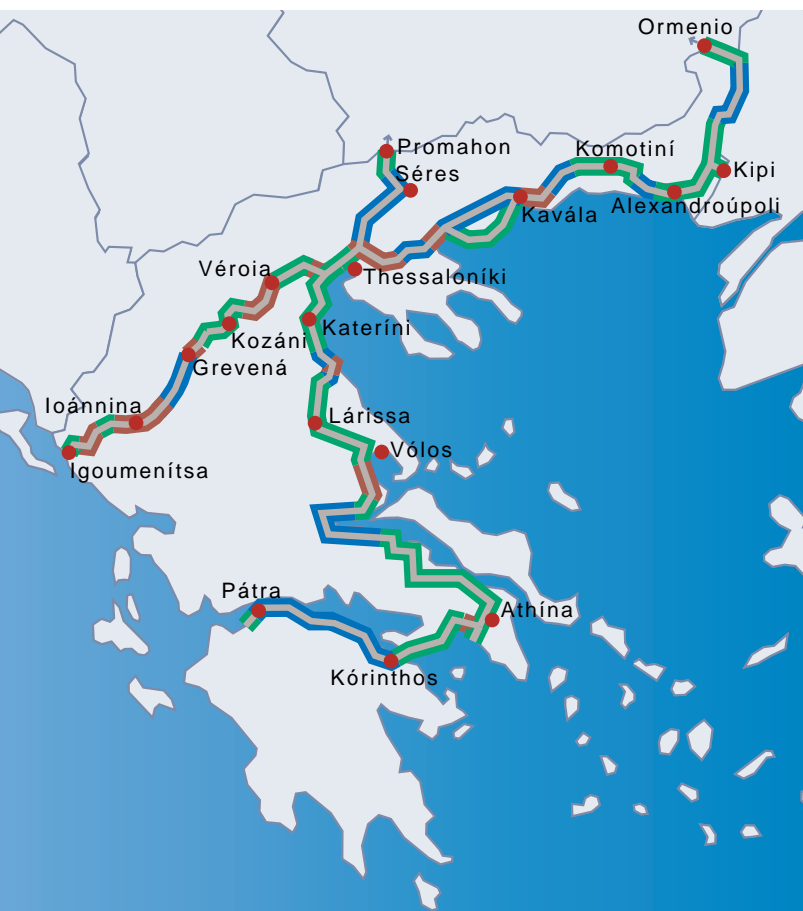 Ormenio
Promahon
Séres
Komotiní
Kipi
Kavála
Alexandroúpoli
Véroia
Thessaloníki
Kozáni
Kateríni
Grevená
Ioánnina
Lárissa
Vólos
Igoumenítsa
Pátra
Athína
Kórinthos